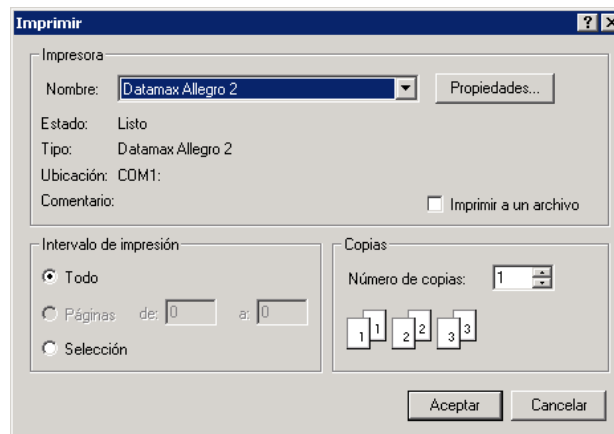 Imprimir
Impresora
Nombre: Datamax Allegro 2 Propiedades...
Estado: Listo
Tipo: Datamax Allegro 2
Ubicación: COM1:
Comentario: Imprimir a un archivo
Intervalo de impresión
Todo
Páginas de: 0 a: 0
Selección
Copias
Número de copias: 1
1 1 2 2 3 3
Aceptar Cancelar